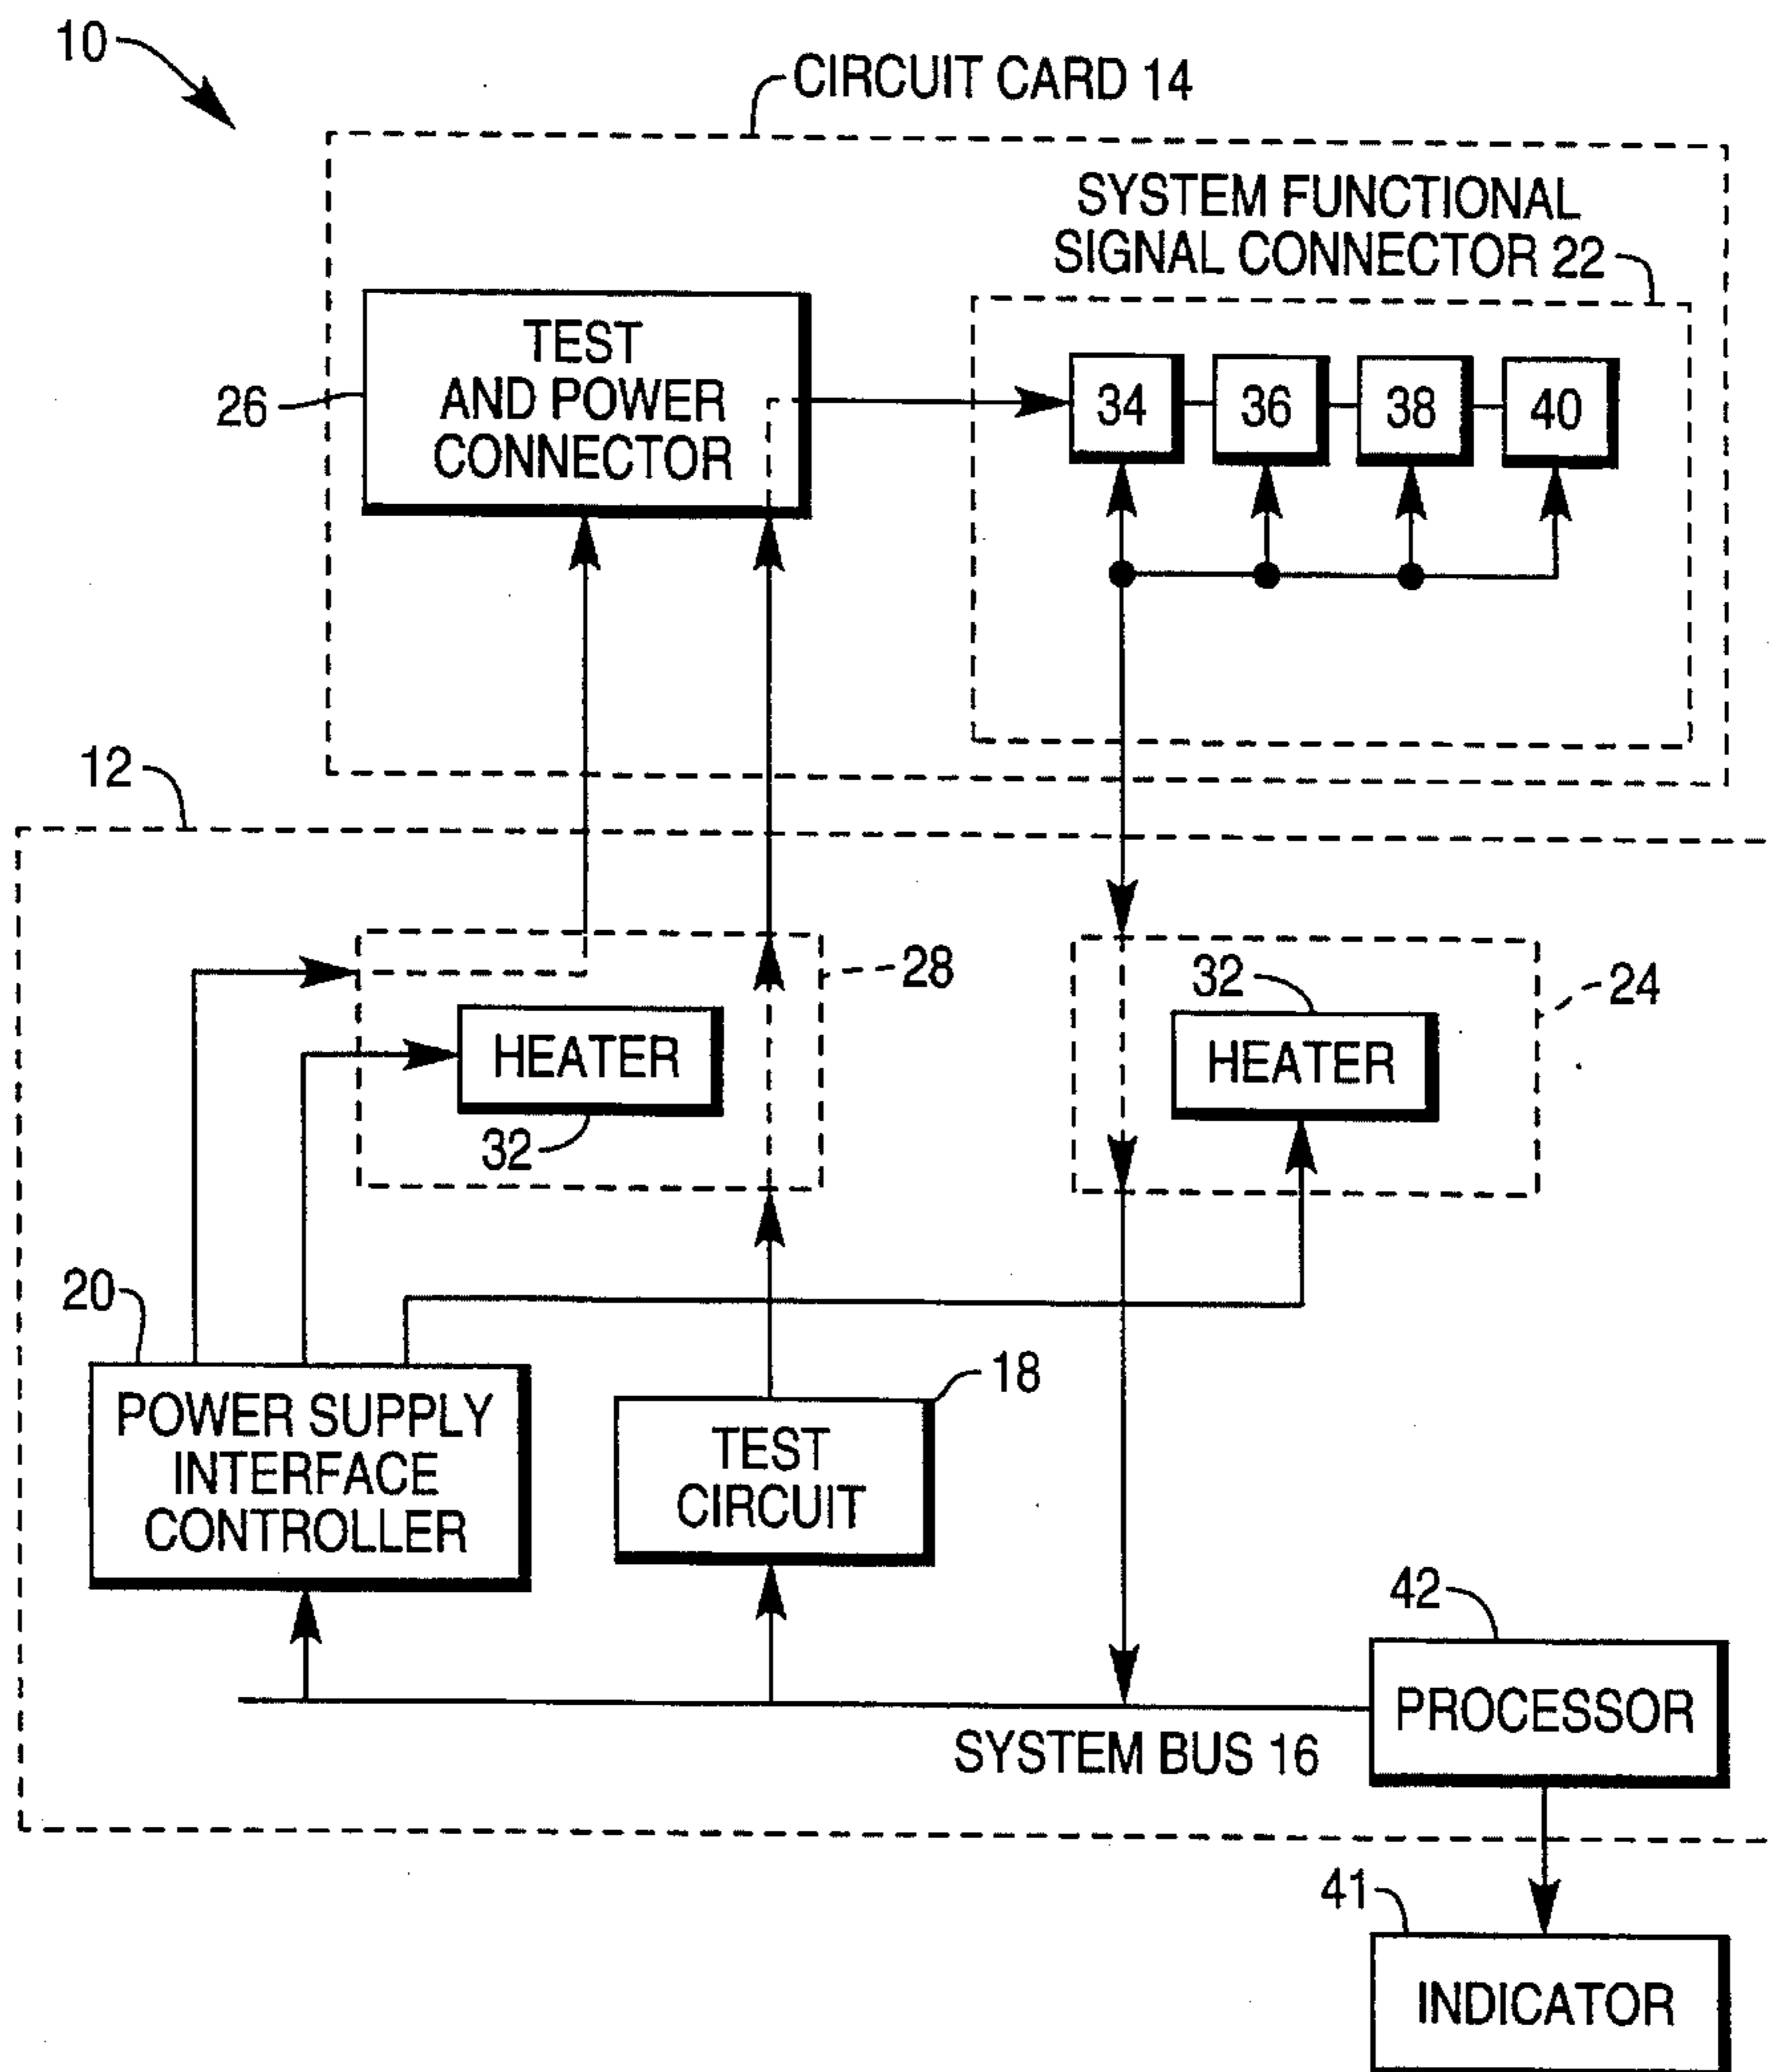 10
CIRCUIT CARD 14
SYSTEM FUNCTIONAL
SIGNAL CONNECTOR 22
TEST
AND POWER
CONNECTOR
26
34
36
38
40
12
28
32
24
HEATER
HEATER
32
20
18
POWER SUPPLY
INTERFACE
CONTROLLER
TEST
CIRCUIT
42
PROCESSOR
SYSTEM BUS 16
41
INDICATOR